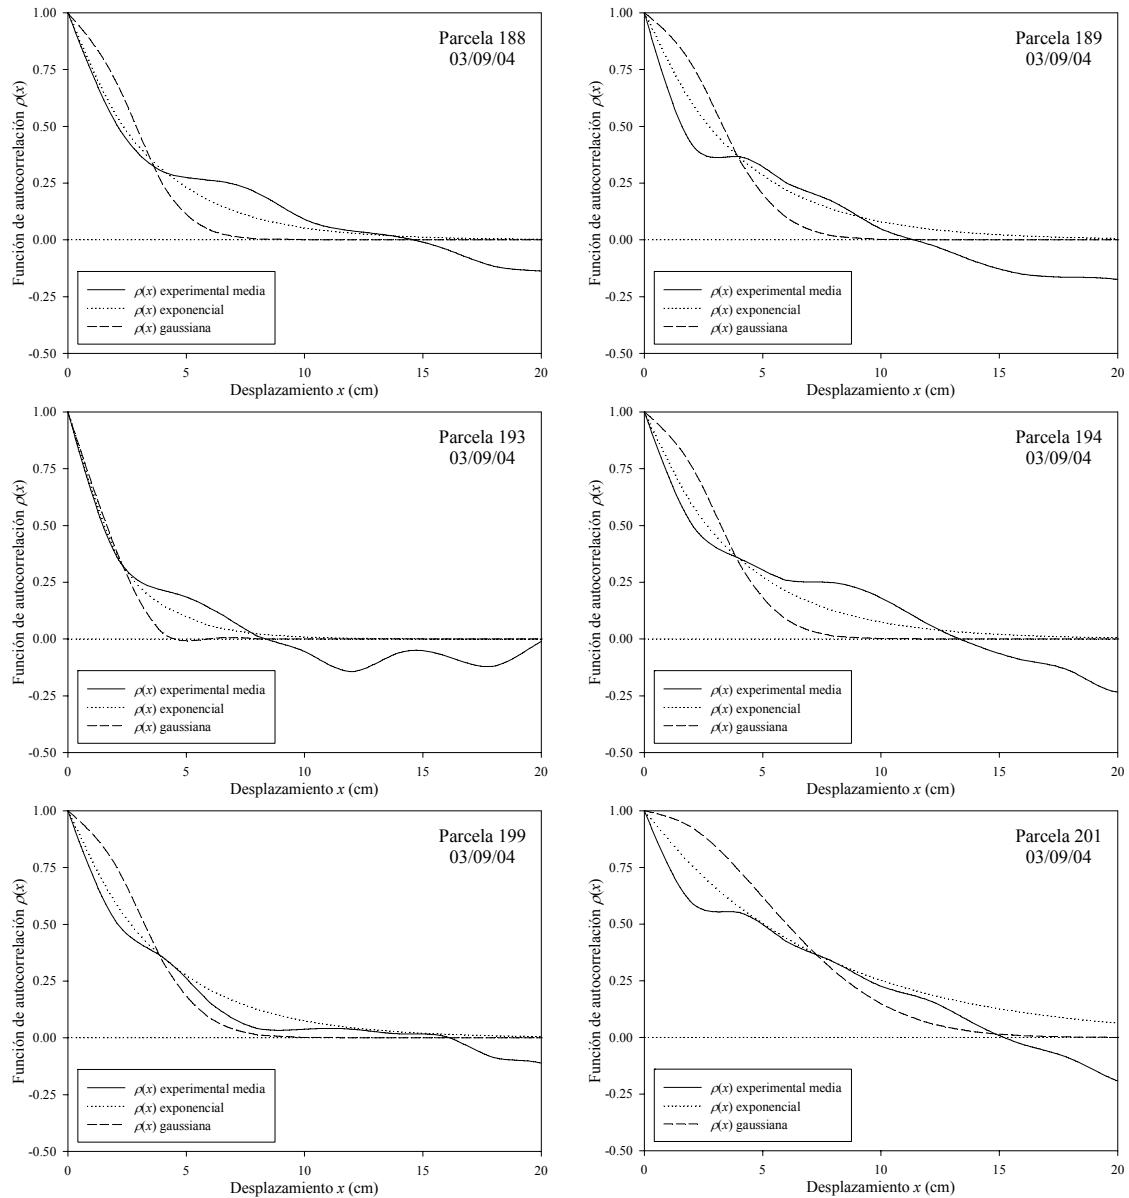 Parcela 188
03/09/04
Función de autocorrelación ρ(x)
1.00
0.75
0.50
0.25
0.00
-0.25
-0.50
ρ(x) experimental media
ρ(x) exponencial
ρ(x) gaussiana
0 5 10 15 20
Desplazamiento x (cm)
Parcela 189
03/09/04
Función de autocorrelación ρ(x)
1.00
0.75
0.50
0.25
0.00
-0.25
-0.50
ρ(x) experimental media
ρ(x) exponencial
ρ(x) gaussiana
0 5 10 15 20
Desplazamiento x (cm)
Parcela 193
03/09/04
Función de autocorrelación ρ(x)
1.00
0.75
0.50
0.25
0.00
-0.25
-0.50
ρ(x) experimental media
ρ(x) exponencial
ρ(x) gaussiana
0 5 10 15 20
Desplazamiento x (cm)
Parcela 194
03/09/04
Función de autocorrelación ρ(x)
1.00
0.75
0.50
0.25
0.00
-0.25
-0.50
ρ(x) experimental media
ρ(x) exponencial
ρ(x) gaussiana
0 5 10 15 20
Desplazamiento x (cm)
Parcela 199
03/09/04
Función de autocorrelación ρ(x)
1.00
0.75
0.50
0.25
0.00
-0.25
-0.50
ρ(x) experimental media
ρ(x) exponencial
ρ(x) gaussiana
0 5 10 15 20
Desplazamiento x (cm)
Parcela 201
03/09/04
Función de autocorrelación ρ(x)
1.00
0.75
0.50
0.25
0.00
-0.25
-0.50
ρ(x) experimental media
ρ(x) exponencial
ρ(x) gaussiana
0 5 10 15 20
Desplazamiento x (cm)